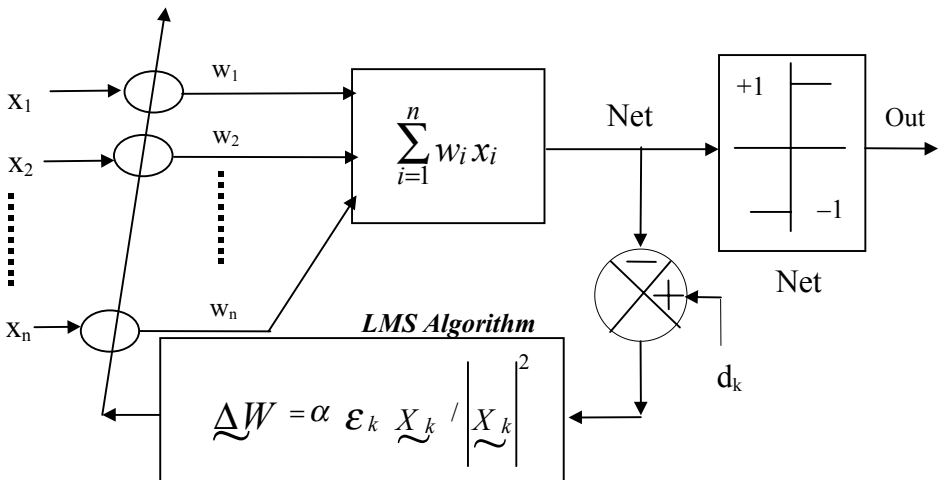 x₁
w₁
x₂
w₂
xₙ
wₙ
n
∑ wᵢ xᵢ
i=1
Net
+1
−1
Out
Net
−
+
dₖ
LMS Algorithm
ΔW = α εₖ Xₖ / |Xₖ|²